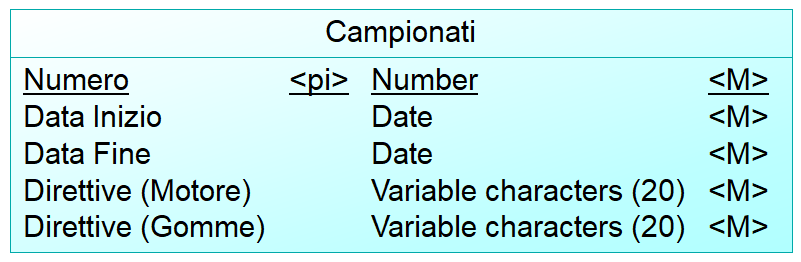 Campionati
Numero <pi> Number <M>
Data Inizio Date <M>
Data Fine Date <M>
Direttive (Motore) Variable characters (20) <M>
Direttive (Gomme) Variable characters (20) <M>